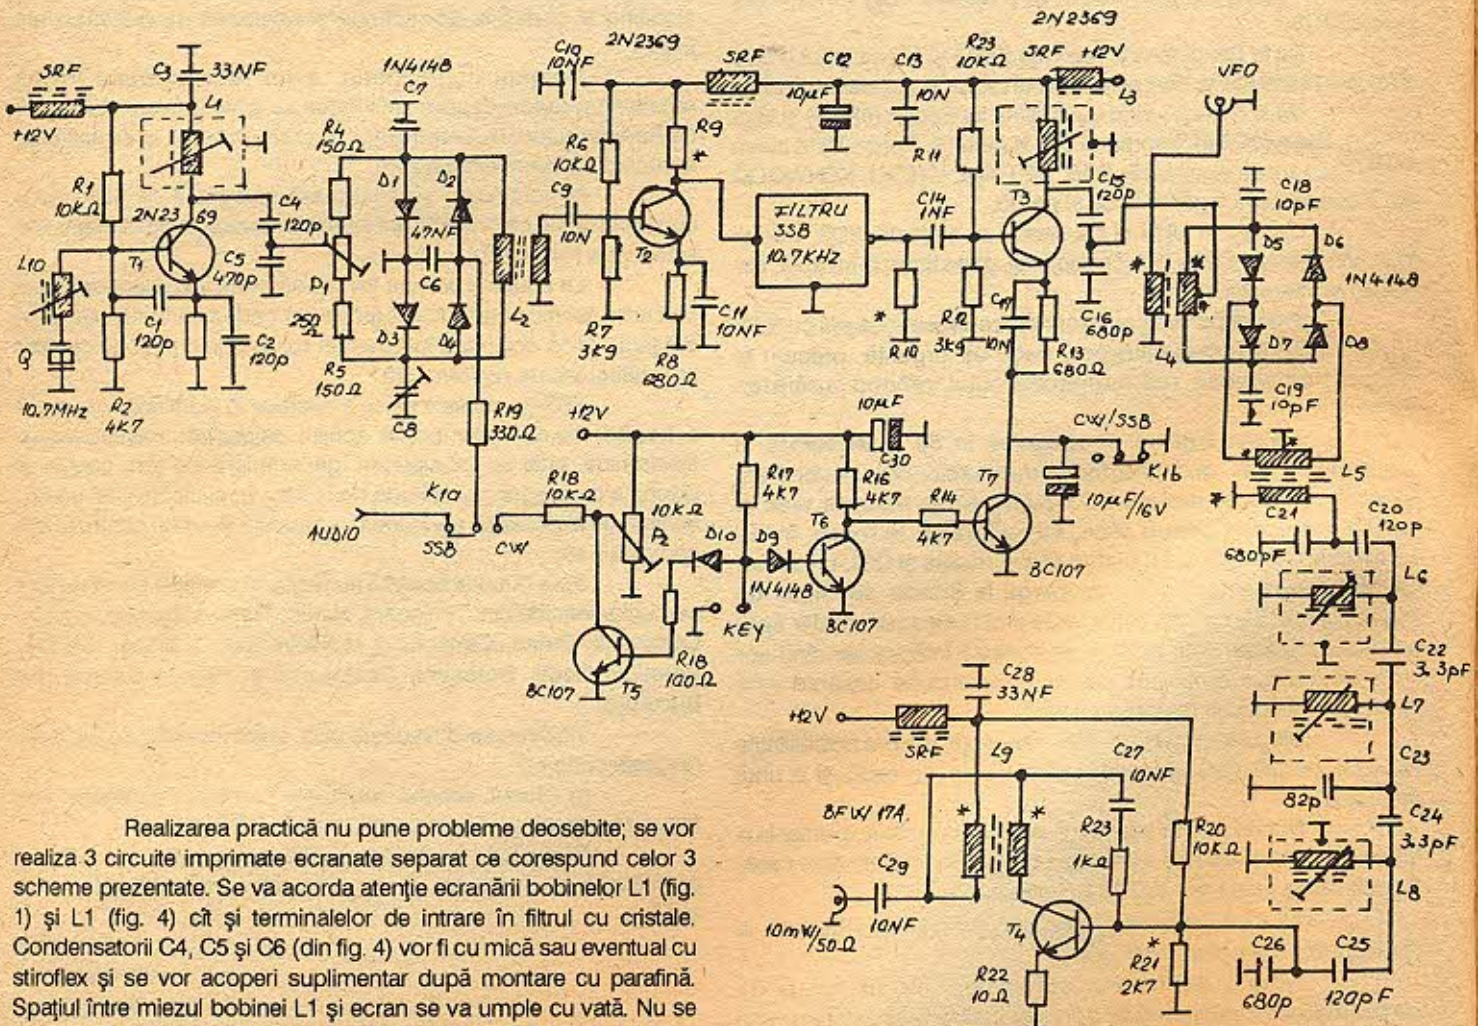 2N2369
SRF
+12V
C3
33NF
L1
R1
10KΩ
2N23
69
T1
L10
Q
10.7MHz
C1
120p
R2
4K7
C2
120p
C4
120p
C5
470p
1N4148
C7
R4
150Ω
D1
D2
47NF
C6
P1
250
Ω
R5
150Ω
D3
D4
C8
L2
C10
10NF
2N2369
SRF
R6
10KΩ
R9
*
C9
10N
T2
R7
3K9
R8
680Ω
C11
10NF
C12
10µF
C13
10N
R23
10KΩ
R11
SRF
+12V
L3
FILTRU
SSB
10.7KHz
C14
1NF
*
R10
R12
3K9
C17
10N
T3
C15
120p
C16
680p
R13
680Ω
VFO
*
*
L4
C18
10pF
D5
D6
1N4148
D7
D8
C19
10pF
*
L5
*
C21
680pF
C20
120p
L6
C22
3.3pF
L7
C23
82p
C24
3.3pF
L8
R19
330Ω
K1a
AUDIO
SSB
CW
R18
10KΩ
+12V
10KΩ
P2
R17
4K7
R16
4K7
10µF
C30
D10
D9
1N4148
T6
BC107
KEY
R18
100Ω
T5
BC107
R14
4K7
T7
BC107
CW/SSB
K1b
10µF/16V
+12V
SRF
C28
33NF
L9
*
*
BFW17A
C27
10NF
R23
1KΩ
R20
10KΩ
C29
10NF
10mW/50Ω
T4
R22
10Ω
*
R21
2K7
C26
680p
C25
120pF
Realizarea practică nu pune probleme deosebite; se vor
realiza 3 circuite imprimate ecranate separat ce corespund celor 3
scheme prezentate. Se va acorda atenţie ecranării bobinelor L1 (fig.
1) şi L1 (fig. 4) cît şi terminalelor de intrare în filtrul cu cristale.
Condensatorii C4, C5 şi C6 (din fig. 4) vor fi cu mică sau eventual cu
stiroflex şi se vor acoperi suplimentar după montare cu parafină.
Spaţiul între miezul bobinei L1 şi ecran se va umple cu vată. Nu se